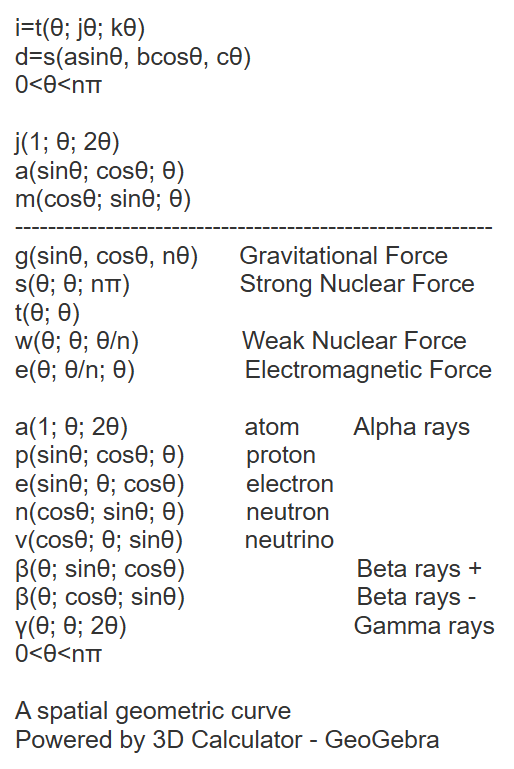 i=t(θ; jθ; kθ)
d=s(asinθ, bcosθ, cθ)
0<θ<nπ
j(1; θ; 2θ)
a(sinθ; cosθ; θ)
m(cosθ; sinθ; θ)
-----------------------------------------------------------
g(sinθ, cosθ, nθ) Gravitational Force
s(θ; θ; nπ) Strong Nuclear Force
t(θ; θ)
w(θ; θ; θ/n) Weak Nuclear Force
e(θ; θ/n; θ) Electromagnetic Force
a(1; θ; 2θ) atom Alpha rays
p(sinθ; cosθ; θ) proton
e(sinθ; θ; cosθ) electron
n(cosθ; sinθ; θ) neutron
v(cosθ; θ; sinθ) neutrino
β(θ; sinθ; cosθ) Beta rays +
β(θ; cosθ; sinθ) Beta rays -
γ(θ; θ; 2θ) Gamma rays
0<θ<nπ
A spatial geometric curve
Powered by 3D Calculator - GeoGebra